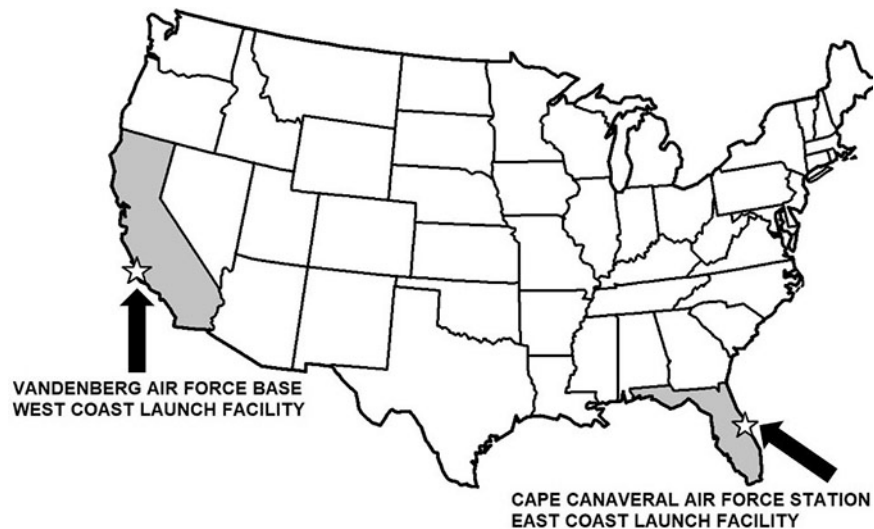 VANDENBERG AIR FORCE BASE
WEST COAST LAUNCH FACILITY
CAPE CANAVERAL AIR FORCE STATION
EAST COAST LAUNCH FACILITY